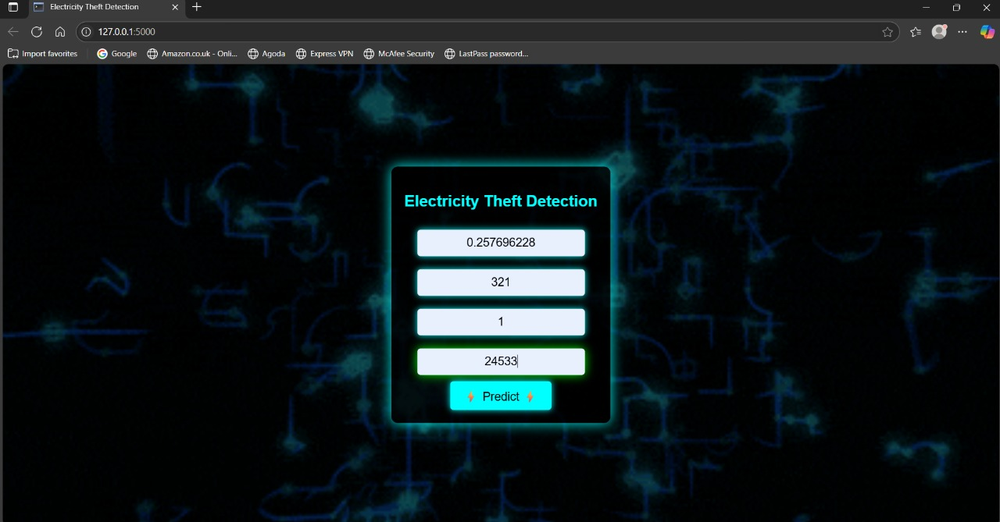 Electricity Theft Detection
127.0.0.1:5000
Import favorites Google Amazon.co.uk - Onli... Agoda Express VPN McAfee Security LastPass password...
Electricity Theft Detection
0.257696228
321
1
24533
⚡ Predict ⚡